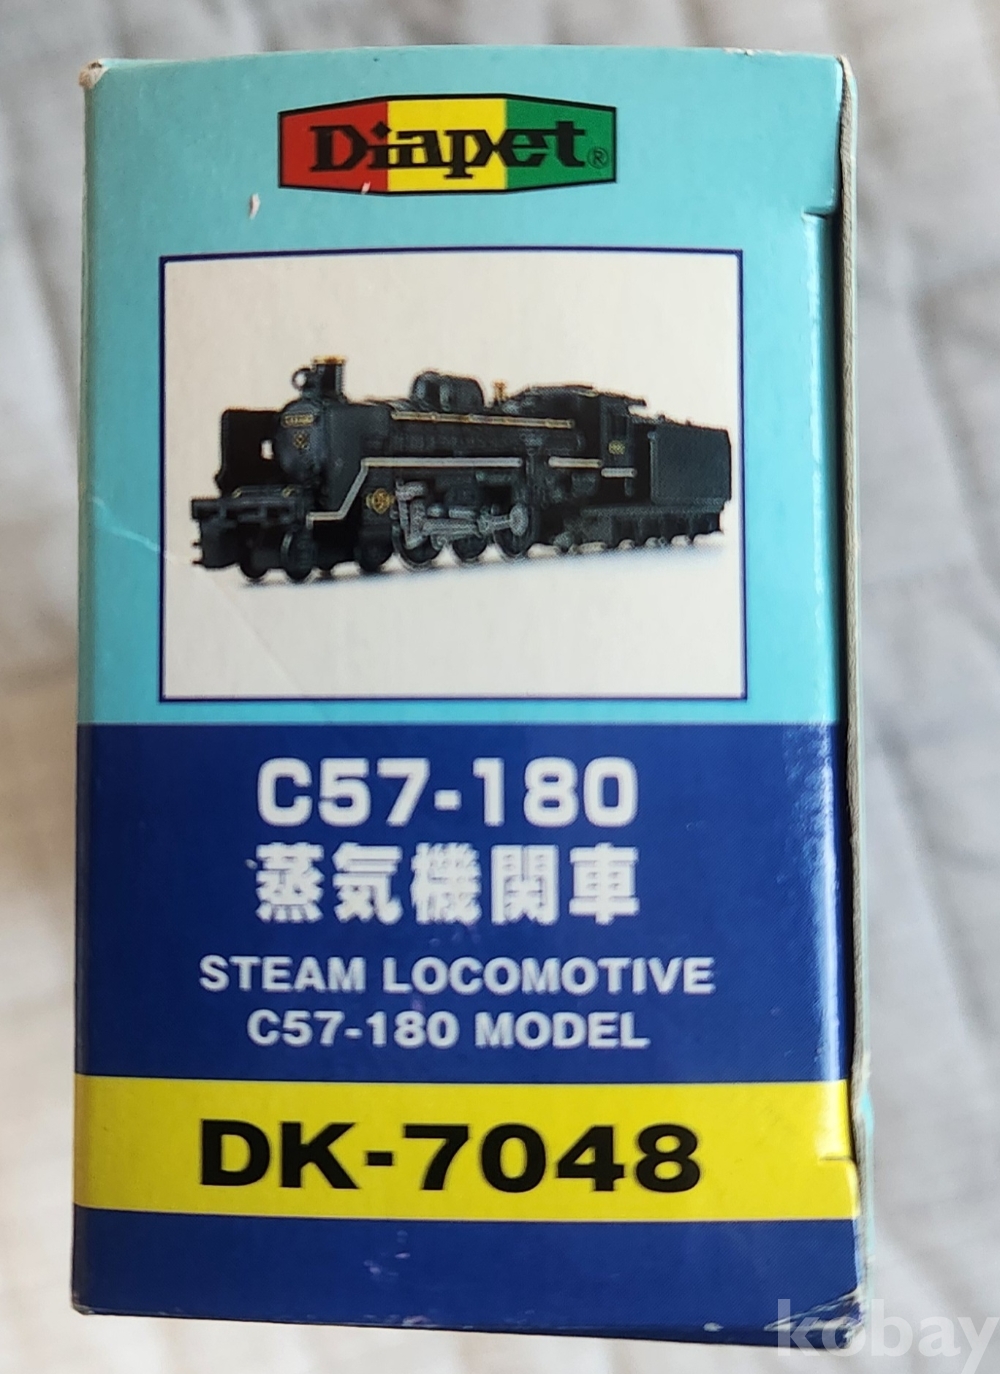 Diapet®
C57-180
蒸気機関車
STEAM LOCOMOTIVE
C57-180 MODEL
DK-7048
kobay